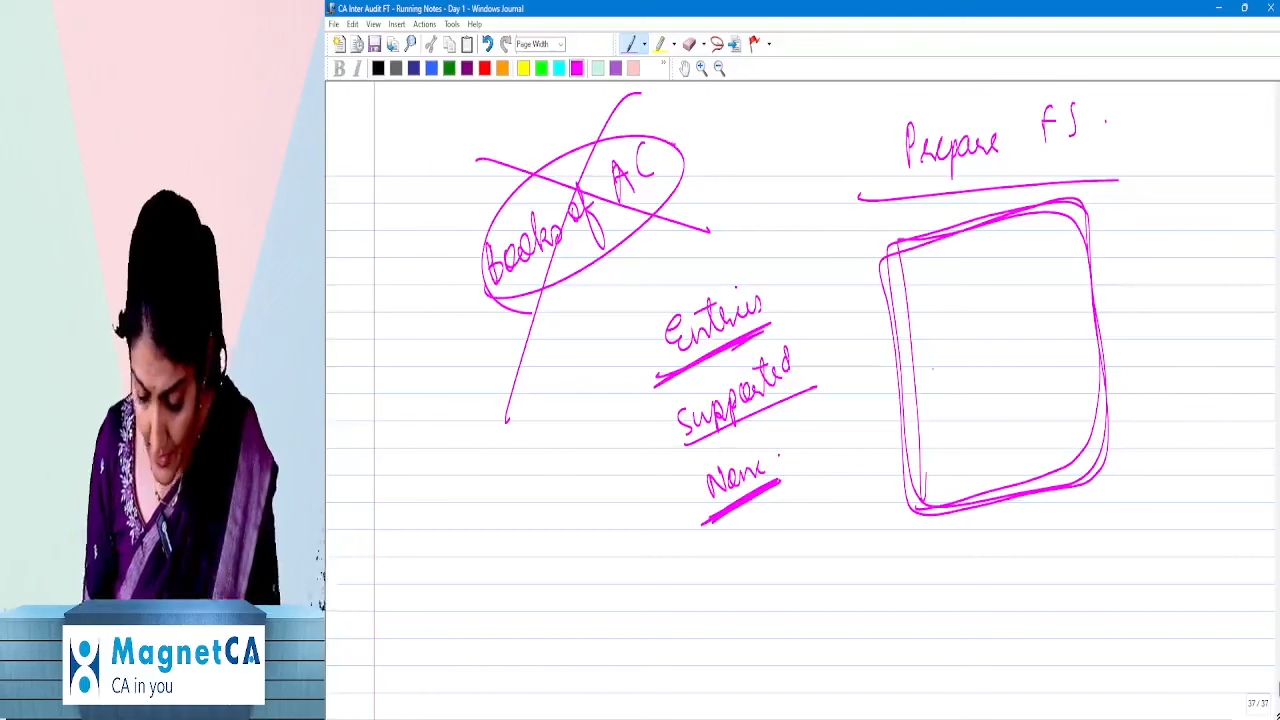 CA Inter Audit FT - Running Notes - Day 1 - Windows Journal
File Edit View Insert Actions Tools Help
Page Width
B I
Prepare FS.
Books of AC
Entries
Supported
None
MagnetCA
CA in you
37 / 37